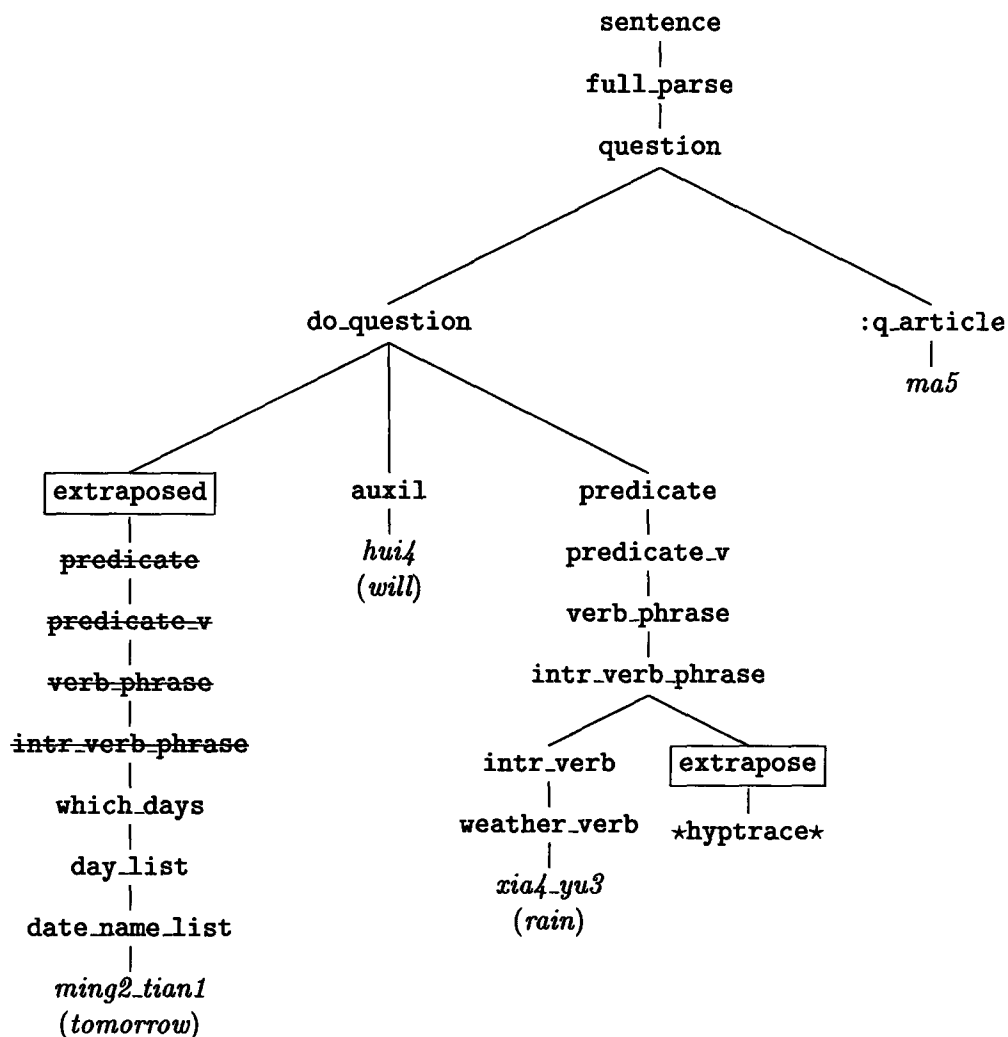 sentence
full_parse
question
do_question :q_article
ma5
extraposed auxil predicate
predicate hui4 predicate_v
(will)
predicate_v verb_phrase
verb_phrase intr_verb_phrase
intr_verb_phrase intr_verb extrapose
which_days weather_verb *hyptrace*
day_list xia4_yu3
date_name_list (rain)
ming2_tian1
(tomorrow)